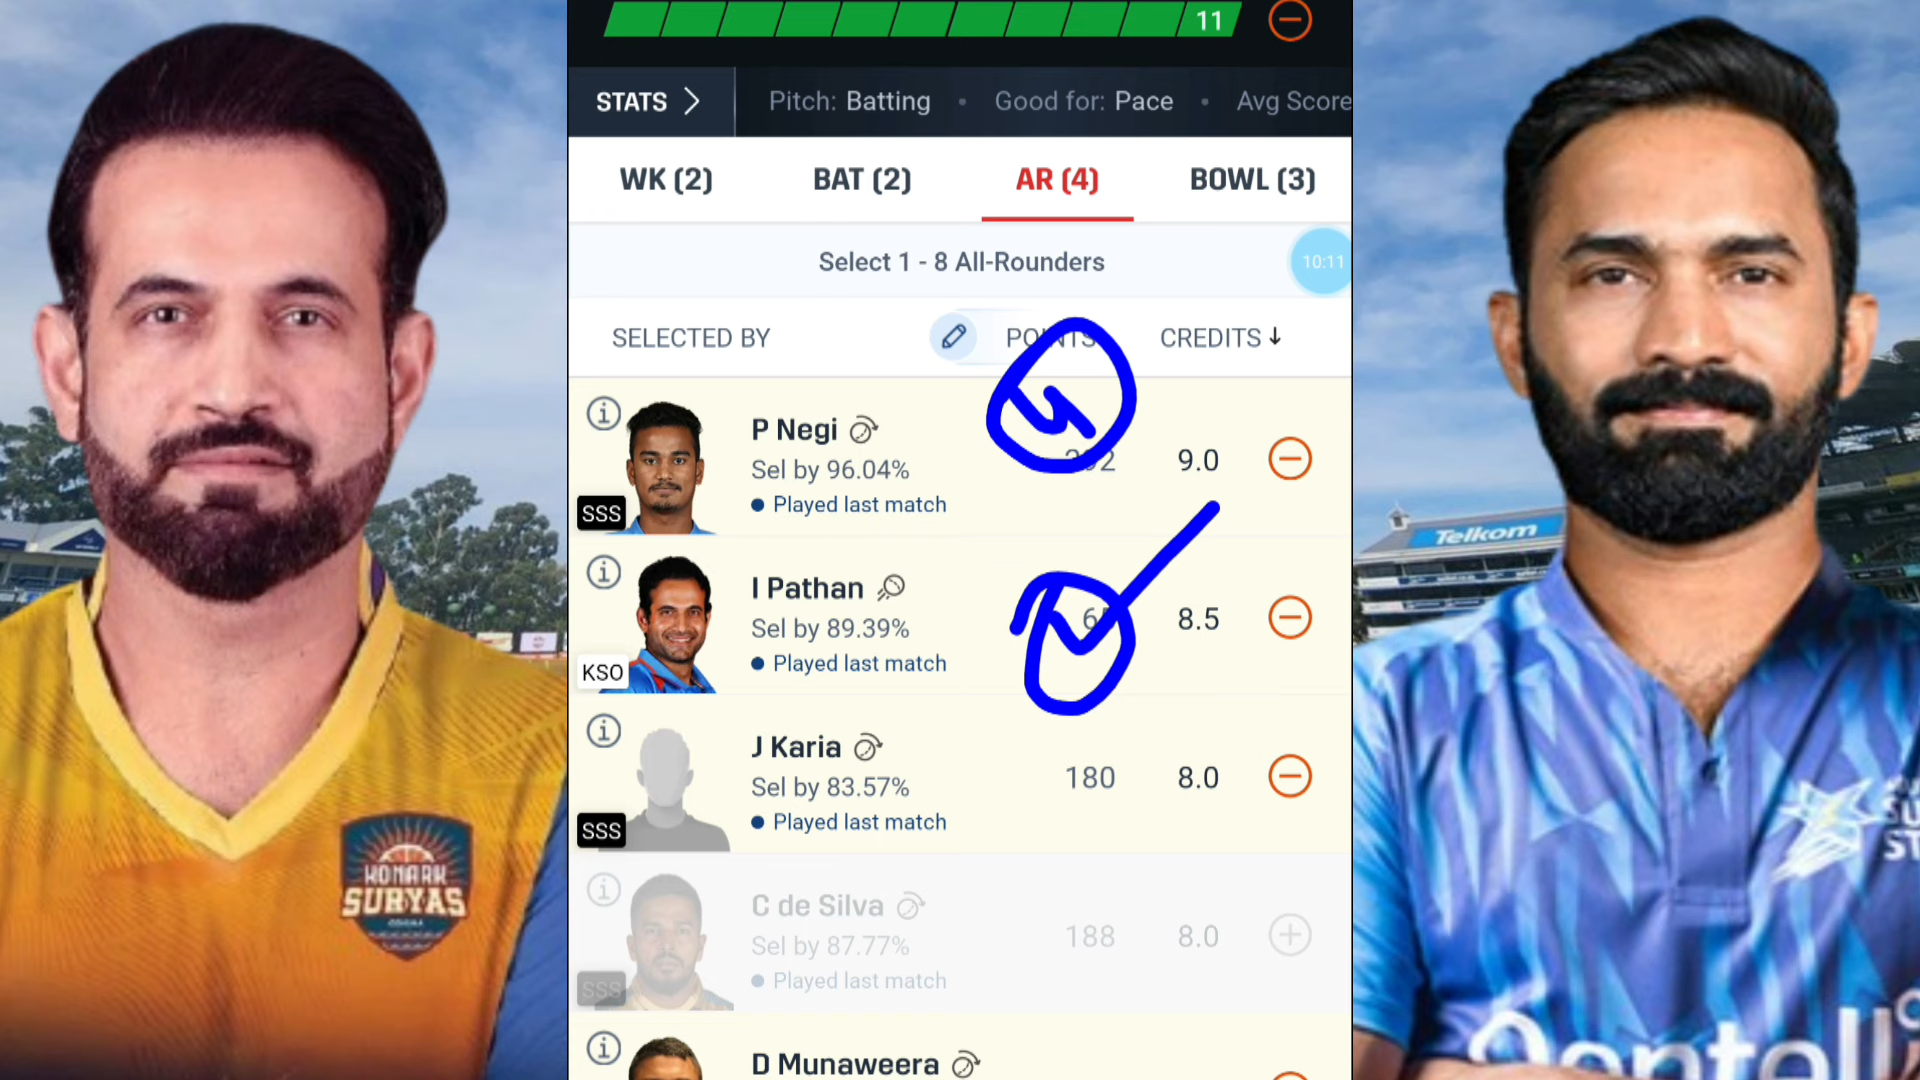 11
STATS
Pitch: Batting • Good for: Pace • Avg Score
WK (2)
BAT (2)
AR (4)
BOWL (3)
Select 1 - 8 All-Rounders
10:11
SELECTED BY
POINTS
CREDITS
P Negi
Sel by 96.04%
Played last match
9.0
SSS
I Pathan
Sel by 89.39%
Played last match
8.5
KSO
J Karia
Sel by 83.57%
Played last match
180
8.0
SSS
C de Silva
Sel by 87.77%
Played last match
188
8.0
SSS
D Munaweera
KONARK
SURYAS
ODISHA
Telkom